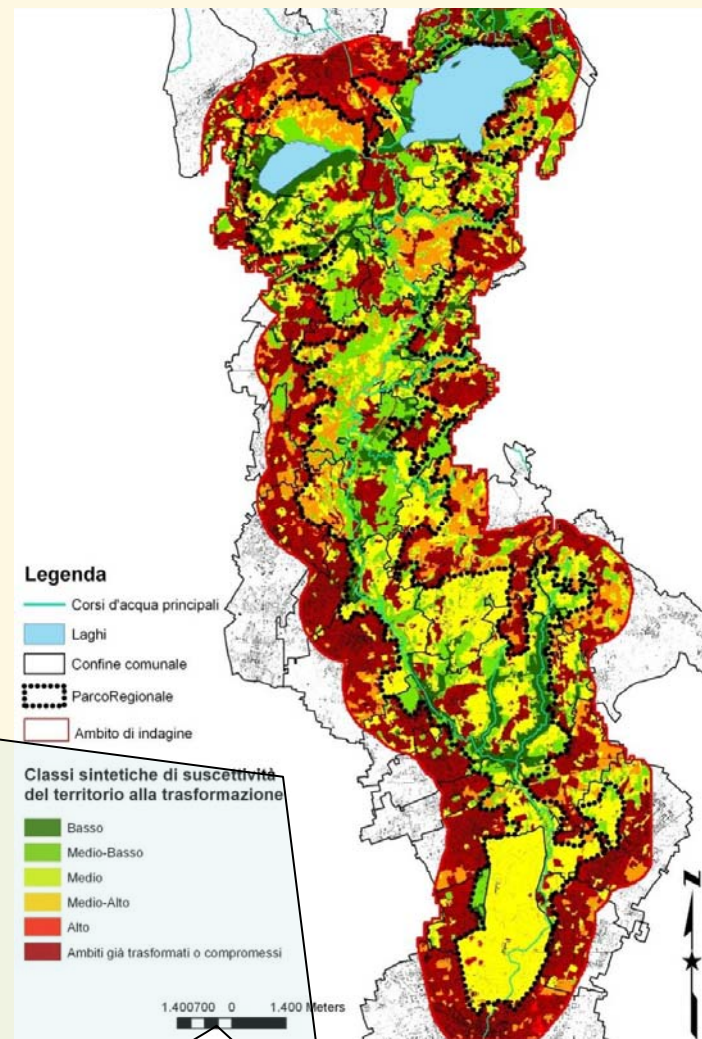 Legenda
Corsi d'acqua principali
Laghi
Confine comunale
ParcoRegionale
Ambito di indagine
Classi sintetiche di suscettività
del territorio alla trasformazione
Basso
Medio-Basso
Medio
Medio-Alto
Alto
Ambiti già trasformati o compromessi
1.400700 0 1.400 Meters
N